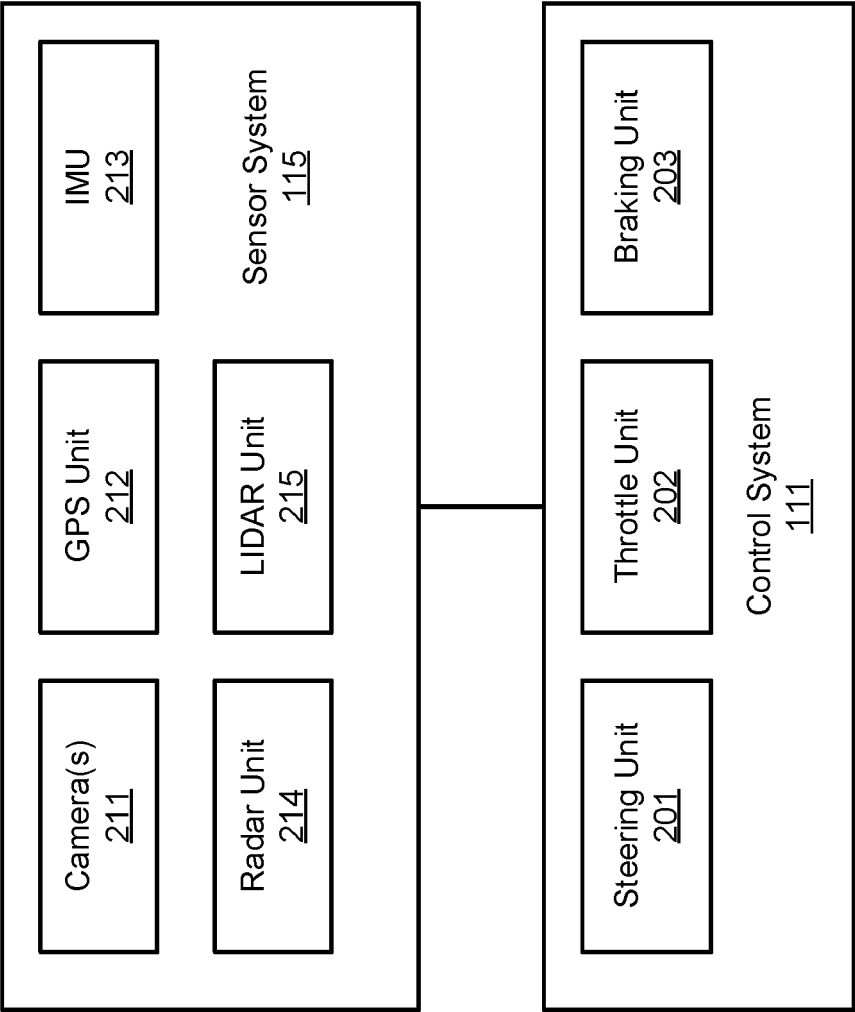 Camera(s)
211
GPS Unit
212
IMU
213
Radar Unit
214
LIDAR Unit
215
Sensor System
115
Steering Unit
201
Throttle Unit
202
Braking Unit
203
Control System
111